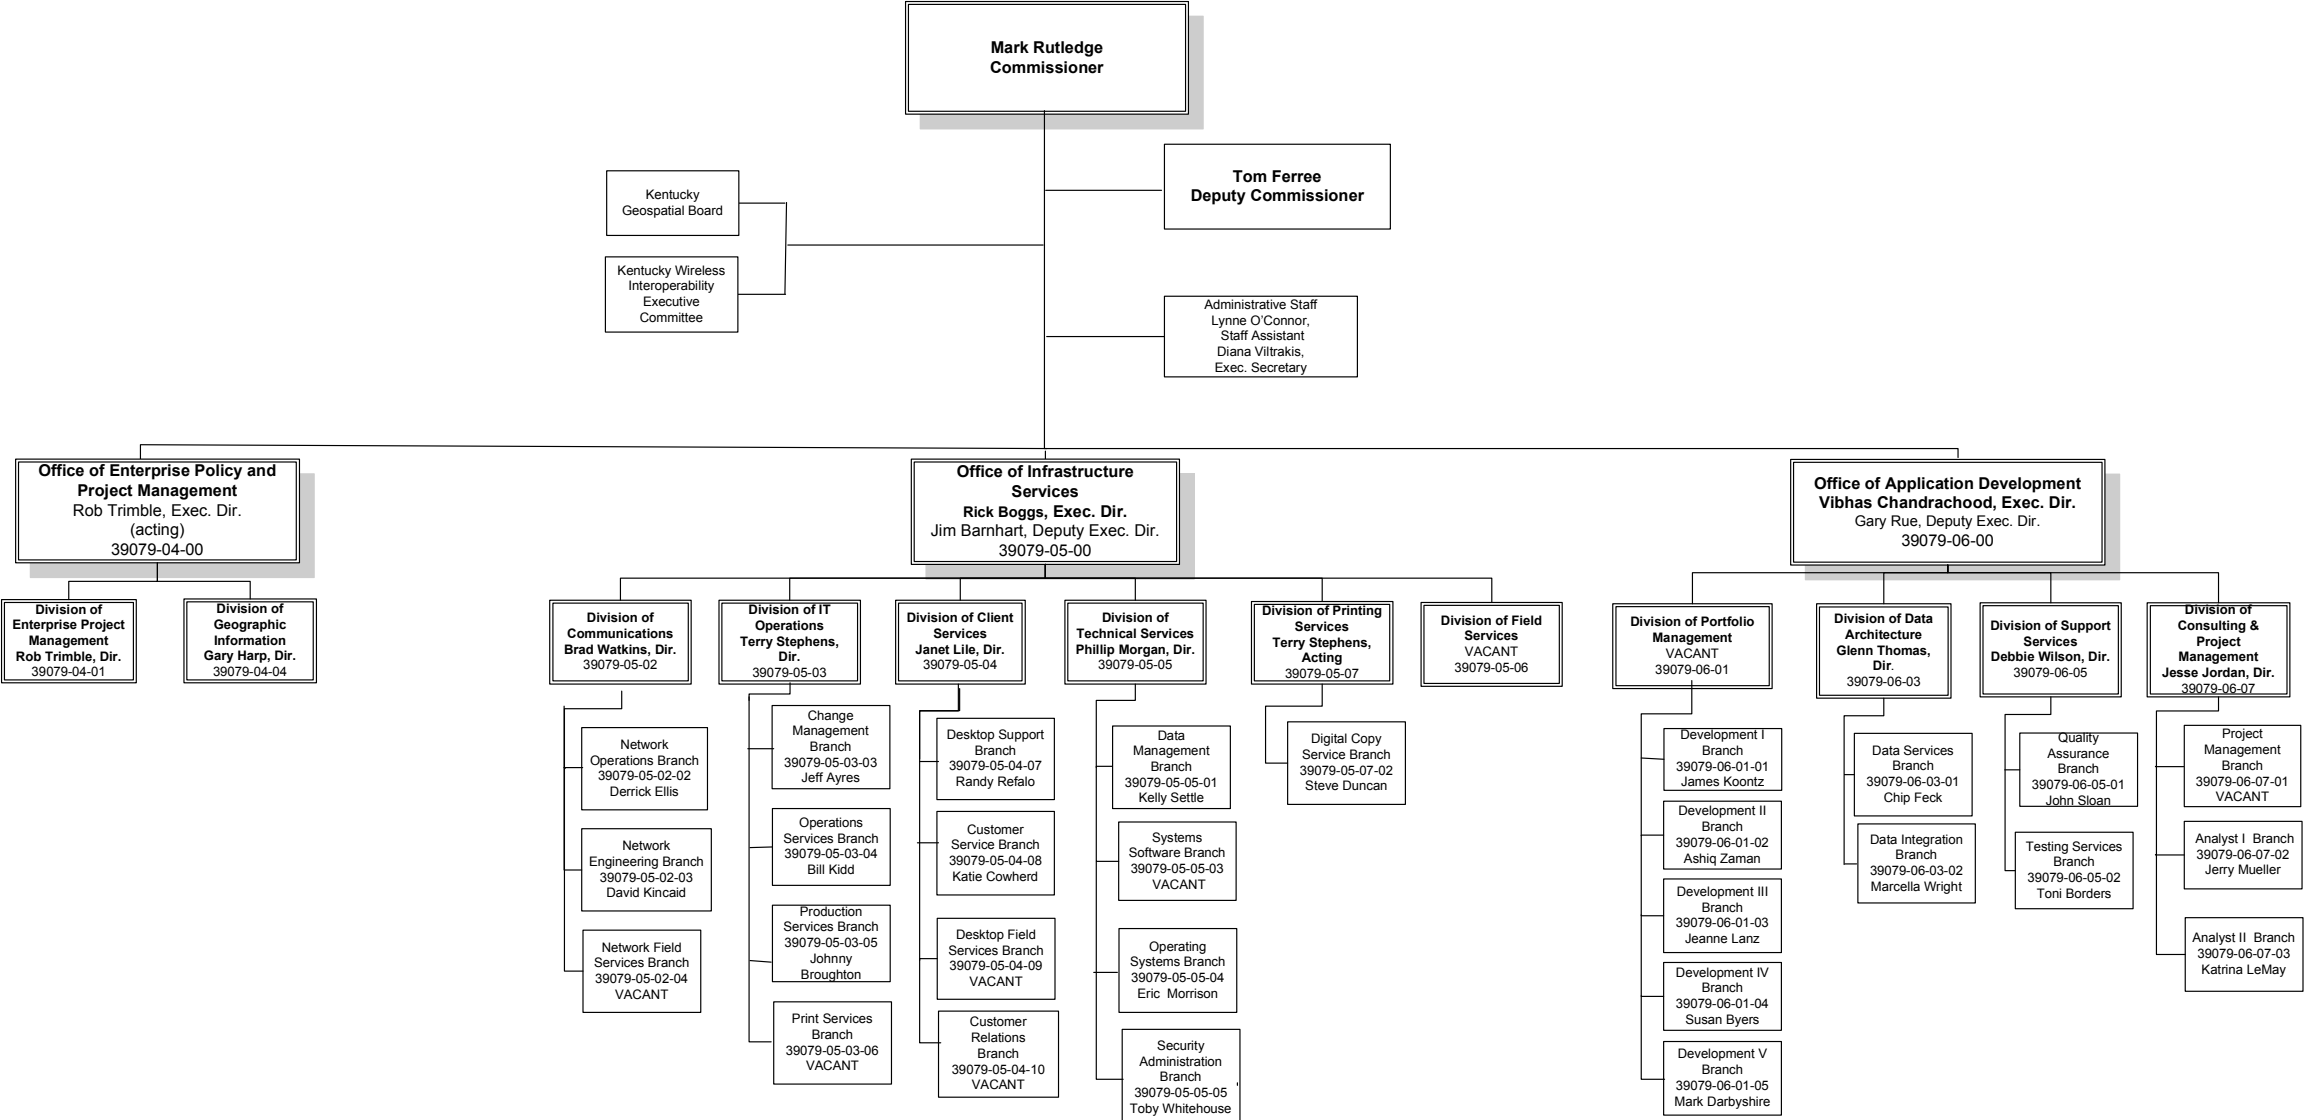 Mark Rutledge
Commissioner
Tom Ferree
Deputy Commissioner
Kentucky
Geospatial Board
Kentucky Wireless
Interoperability
Executive
Committee
Administrative Staff
Lynne O'Connor,
Staff Assistant
Diana Viltrakis,
Exec. Secretary
Office of Enterprise Policy and
Project Management
Rob Trimble, Exec. Dir.
(acting)
39079-04-00
Office of Infrastructure
Services
Rick Boggs, Exec. Dir.
Jim Barnhart, Deputy Exec. Dir.
39079-05-00
Office of Application Development
Vibhas Chandrachood, Exec. Dir.
Gary Rue, Deputy Exec. Dir.
39079-06-00
Division of
Enterprise Project
Management
Rob Trimble, Dir.
39079-04-01
Division of
Geographic
Information
Gary Harp, Dir.
39079-04-04
Division of
Communications
Brad Watkins, Dir.
39079-05-02
Division of IT
Operations
Terry Stephens,
Dir.
39079-05-03
Division of Client
Services
Janet Lile, Dir.
39079-05-04
Division of
Technical Services
Phillip Morgan, Dir.
39079-05-05
Division of Printing
Services
Terry Stephens,
Acting
39079-05-07
Division of Field
Services
VACANT
39079-05-06
Division of Portfolio
Management
VACANT
39079-06-01
Division of Data
Architecture
Glenn Thomas,
Dir.
39079-06-03
Division of Support
Services
Debbie Wilson, Dir.
39079-06-05
Division of
Consulting &
Project
Management
Jesse Jordan, Dir.
39079-06-07
Network
Operations Branch
39079-05-02-02
Derrick Ellis
Network
Engineering Branch
39079-05-02-03
David Kincaid
Network Field
Services Branch
39079-05-02-04
VACANT
Change
Management
Branch
39079-05-03-03
Jeff Ayres
Operations
Services Branch
39079-05-03-04
Bill Kidd
Production
Services Branch
39079-05-03-05
Johnny
Broughton
Print Services
Branch
39079-05-03-06
VACANT
Desktop Support
Branch
39079-05-04-07
Randy Refalo
Customer
Service Branch
39079-05-04-08
Katie Cowherd
Desktop Field
Services Branch
39079-05-04-09
VACANT
Customer
Relations
Branch
39079-05-04-10
VACANT
Data
Management
Branch
39079-05-05-01
Kelly Settle
Systems
Software Branch
39079-05-05-03
VACANT
Operating
Systems Branch
39079-05-05-04
Eric Morrison
Security
Administration
Branch
39079-05-05-05
Toby Whitehouse
Digital Copy
Service Branch
39079-05-07-02
Steve Duncan
Development I
Branch
39079-06-01-01
James Koontz
Development II
Branch
39079-06-01-02
Ashiq Zaman
Development III
Branch
39079-06-01-03
Jeanne Lanz
Development IV
Branch
39079-06-01-04
Susan Byers
Development V
Branch
39079-06-01-05
Mark Darbyshire
Data Services
Branch
39079-06-03-01
Chip Feck
Data Integration
Branch
39079-06-03-02
Marcella Wright
Quality
Assurance
Branch
39079-06-05-01
John Sloan
Testing Services
Branch
39079-06-05-02
Toni Borders
Project
Management
Branch
39079-06-07-01
VACANT
Analyst I Branch
39079-06-07-02
Jerry Mueller
Analyst II Branch
39079-06-07-03
Katrina LeMay